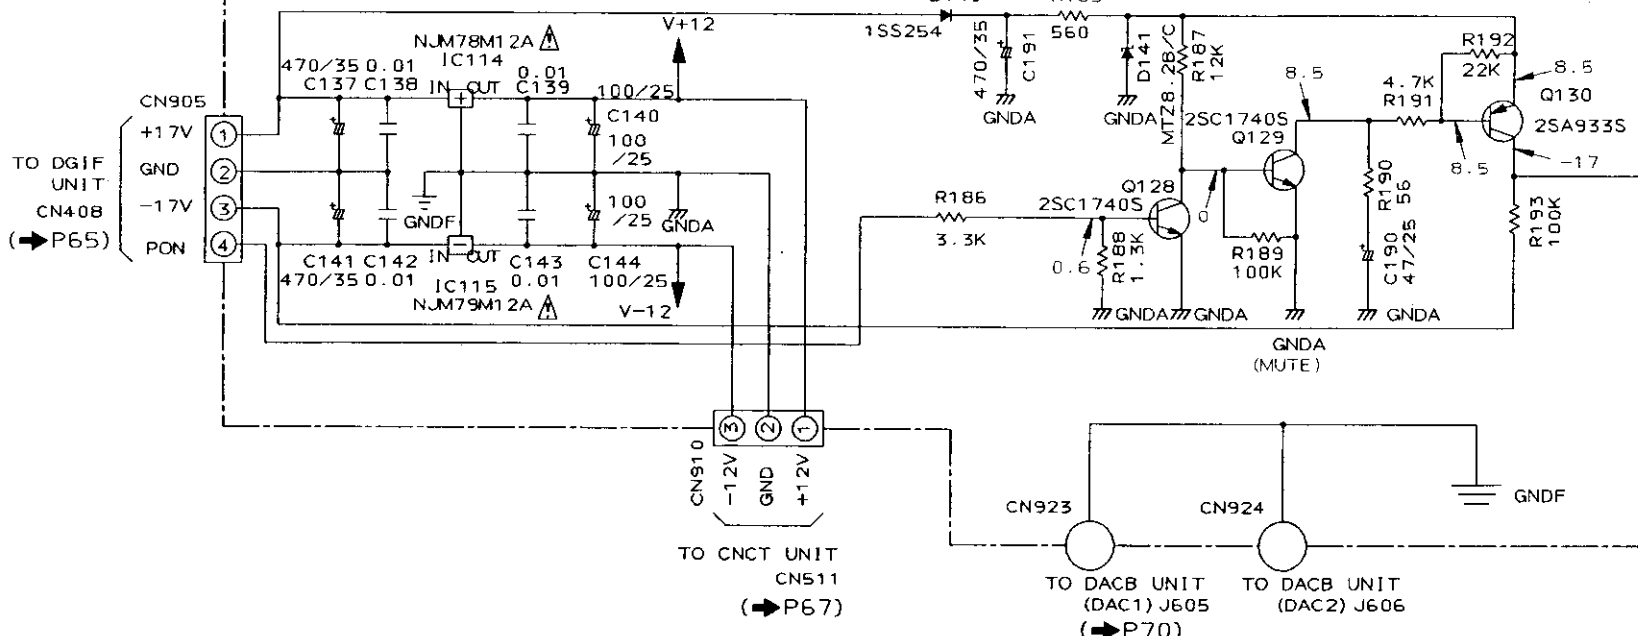 1SS254
470/35
C191
560
D141
MTZ8.2B/C
R187
12K
GNDA
GNDA
R192
22K
8.5
Q130
2SA933S
-17
8.5
4.7K
R191
8.5
2SC1740S
Q129
0
R190
56
R193
100K
NJM78M12A
IC114
V+12
470/35 0.01
C137 C138
IN OUT
0.01
C139
100/25
C140
100
/25
CN905
+17V 1
GND 2
-17V 3
PON 4
TO DGIF
UNIT
CN408
(➡P65)
GNDF
100
/25
GNDA
C141 C142
470/35 0.01
IN OUT
IC115
NJM79M12A
C143
0.01
C144
100/25
V-12
R186
3.3K
Q128
2SC1740S
0.6
R188
1.3K
R189
100K
C190
47/25
GNDA
GNDA
GNDA
GNDA
(MUTE)
3 2 1
CN910
-12V
GND
+12V
TO CNCT UNIT
CN511
(➡P67)
CN923
CN924
GNDF
TO DACB UNIT
(DAC1) J605
(➡P70)
TO DACB UNIT
(DAC2) J606